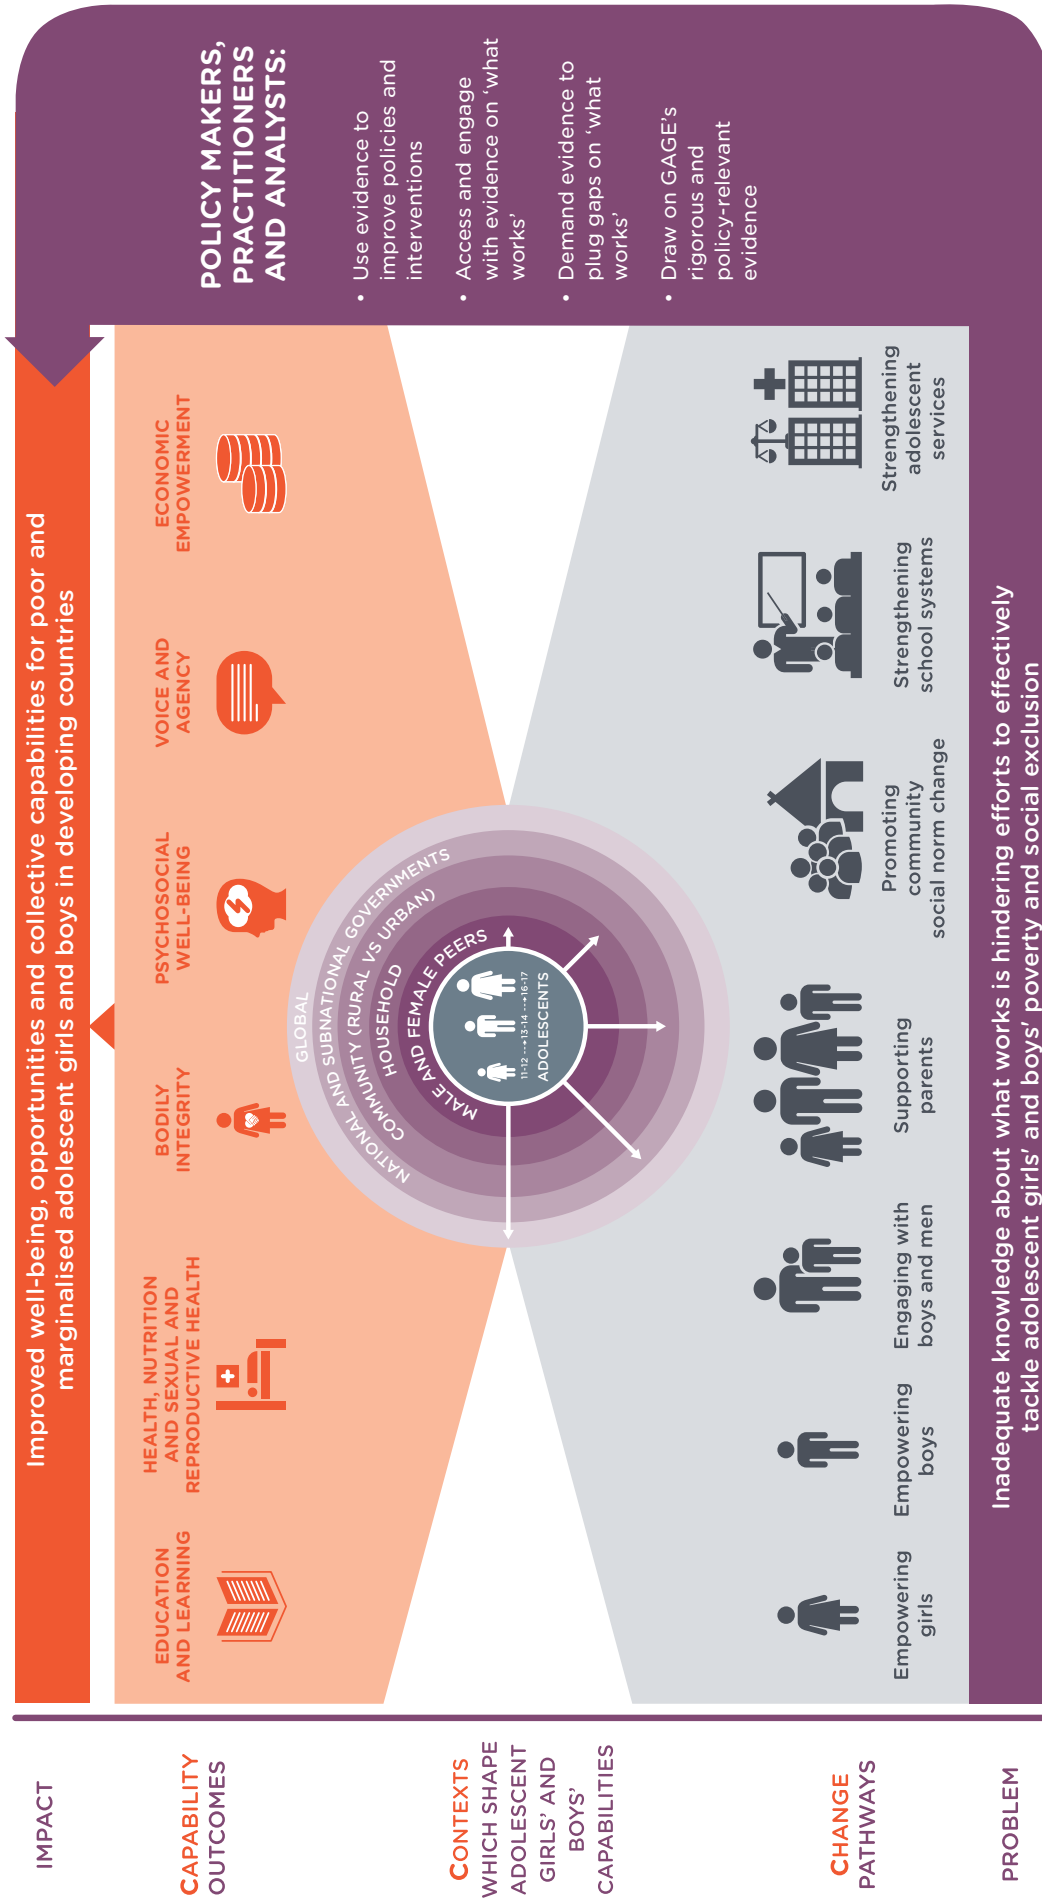 IMPACT
Improved well-being, opportunities and collective capabilities for poor and
marginalised adolescent girls and boys in developing countries
CAPABILITY
OUTCOMES
EDUCATION
AND LEARNING
HEALTH, NUTRITION
AND SEXUAL AND
REPRODUCTIVE HEALTH
BODILY
INTEGRITY
PSYCHOSOCIAL
WELL-BEING
VOICE AND
AGENCY
ECONOMIC
EMPOWERMENT
CONTEXTS
WHICH SHAPE
ADOLESCENT
GIRLS' AND
BOYS'
CAPABILITIES
GLOBAL
NATIONAL AND SUBNATIONAL GOVERNMENTS
COMMUNITY (RURAL VS URBAN)
HOUSEHOLD
MALE AND FEMALE PEERS
11-12 ---➔13-14 ---➔16-17
ADOLESCENTS
CHANGE
PATHWAYS
Empowering
girls
Empowering
boys
Engaging with
boys and men
Supporting
parents
Promoting
community
social norm change
Strengthening
school systems
Strengthening
adolescent
services
PROBLEM
Inadequate knowledge about what works is hindering efforts to effectively
tackle adolescent girls' and boys' poverty and social exclusion
POLICY MAKERS,
PRACTITIONERS
AND ANALYSTS:
• Use evidence to
improve policies and
interventions
• Access and engage
with evidence on ‘what
works’
• Demand evidence to
plug gaps on ‘what
works’
• Draw on GAGE’s
rigorous and
policy-relevant
evidence